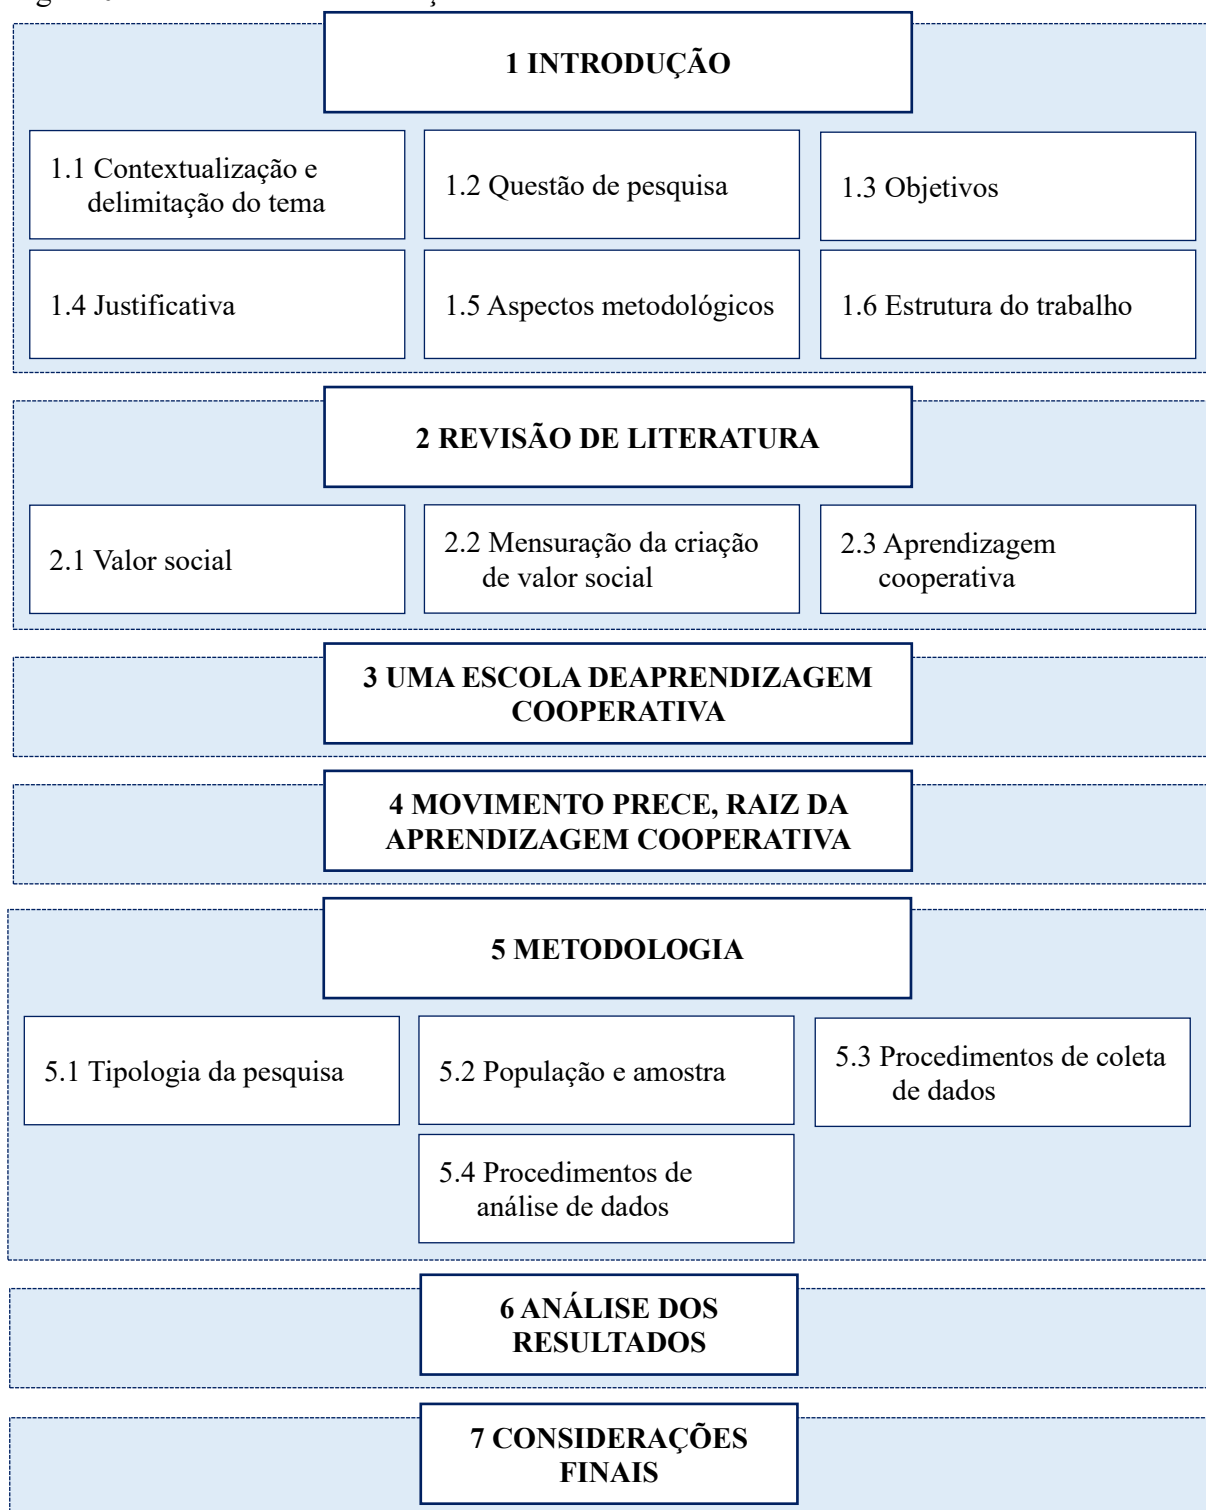 1 INTRODUÇÃO
1.1 Contextualização e
delimitação do tema
1.2 Questão de pesquisa
1.3 Objetivos
1.4 Justificativa
1.5 Aspectos metodológicos
1.6 Estrutura do trabalho
2 REVISÃO DE LITERATURA
2.1 Valor social
2.2 Mensuração da criação
de valor social
2.3 Aprendizagem
cooperativa
3 UMA ESCOLA DEAPRENDIZAGEM
COOPERATIVA
4 MOVIMENTO PRECE, RAIZ DA
APRENDIZAGEM COOPERATIVA
5 METODOLOGIA
5.1 Tipologia da pesquisa
5.2 População e amostra
5.3 Procedimentos de coleta
de dados
5.4 Procedimentos de
análise de dados
6 ANÁLISE DOS
RESULTADOS
7 CONSIDERAÇÕES
FINAIS